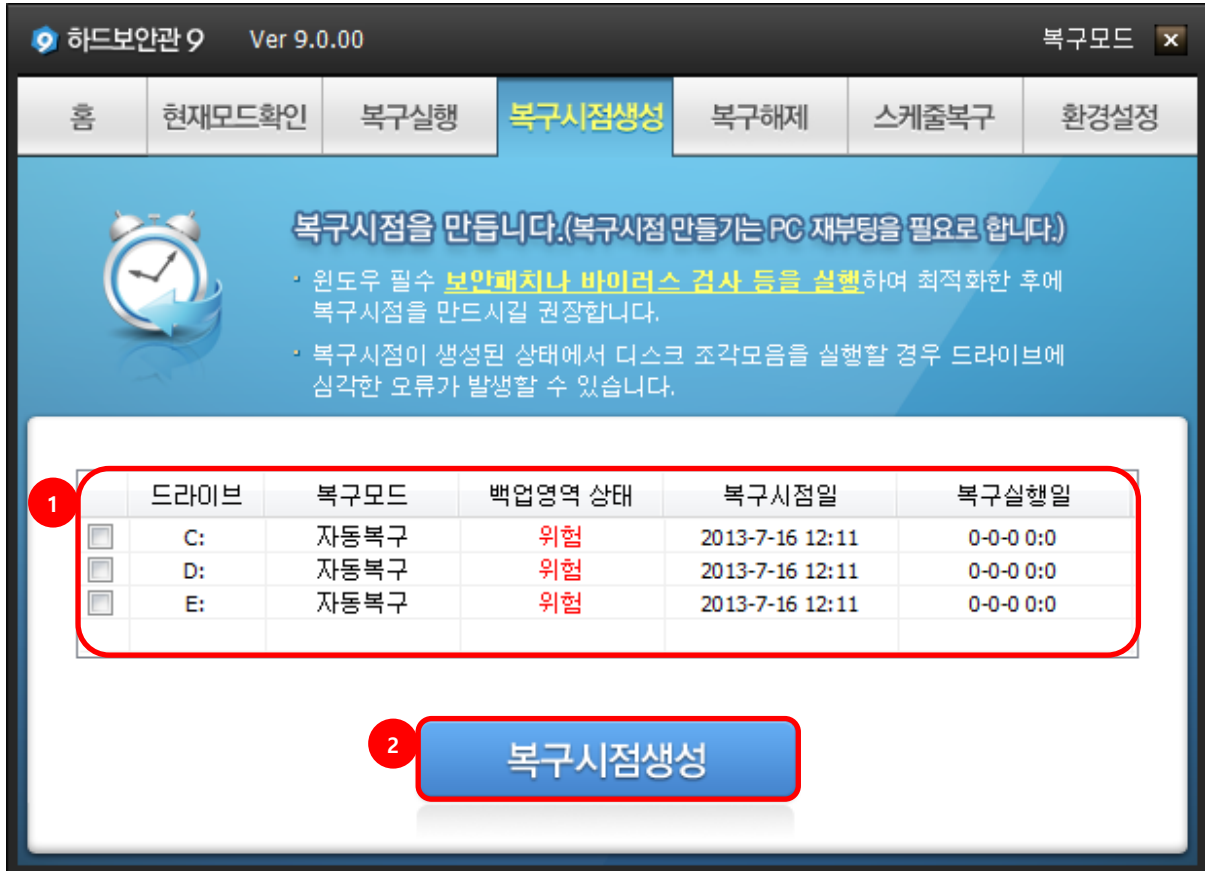 9 하드보안관 9 Ver 9.0.00 복구모드 x
홈 현재모드확인 복구실행 복구시점생성 복구해제 스케줄복구 환경설정
복구시점을 만듭니다.(복구시점 만들기는 PC 재부팅을 필요로 합니다.)
· 윈도우 필수 보안패치나 바이러스 검사 등을 실행하여 최적화한 후에
복구시점을 만드시길 권장합니다.
· 복구시점이 생성된 상태에서 디스크 조각모음을 실행할 경우 드라이브에
심각한 오류가 발생할 수 있습니다.
1
드라이브 복구모드 백업영역 상태 복구시점일 복구실행일
C: 자동복구 위험 2013-7-16 12:11 0-0-0 0:0
D: 자동복구 위험 2013-7-16 12:11 0-0-0 0:0
E: 자동복구 위험 2013-7-16 12:11 0-0-0 0:0
2
복구시점생성